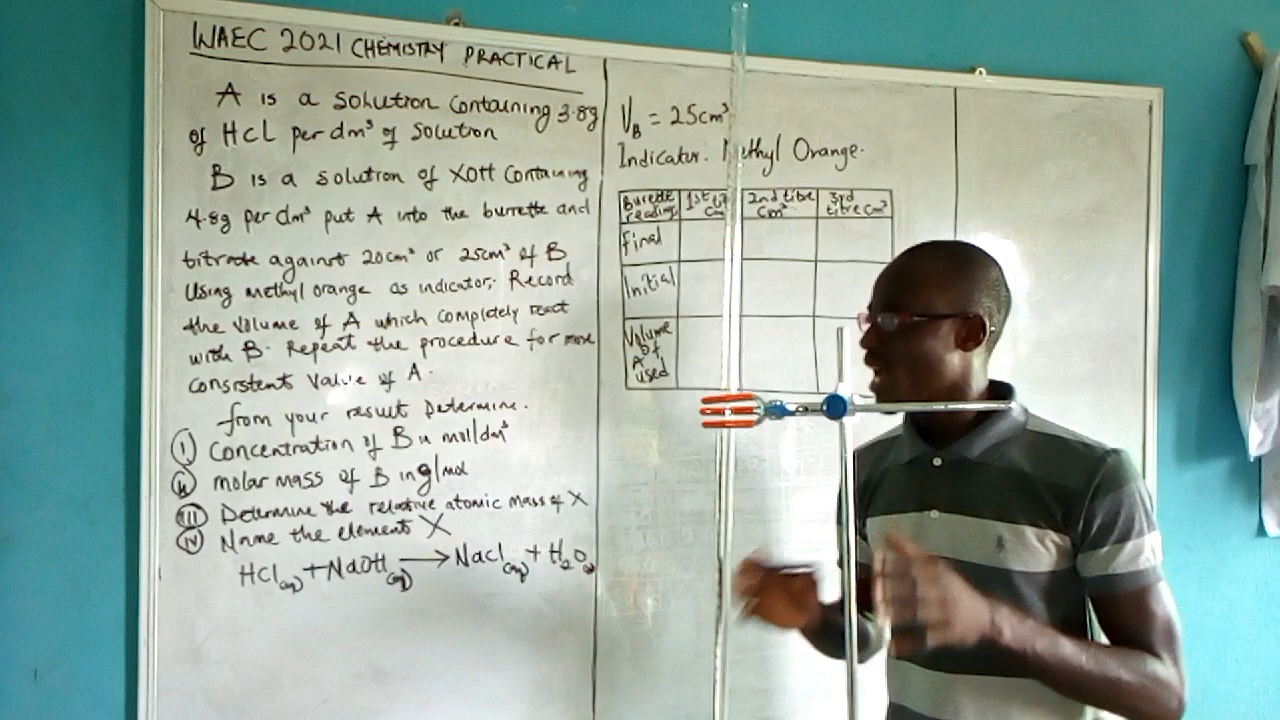 WAEC 2021 CHEMISTRY PRACTICAL
A is a solution containing 3.8g
of HCL per dm³ of solution
B is a solution of XOH containing
4.8g per dm³ put A into the burette and
titrate against 20cm³ or 25cm³ of B
Using methyl orange as indicator. Record
the volume of A which completely react
with B. Repeat the procedure for more
consistent value of A.
from your result Determine.
(i) Concentration of B in mol/dm³
(ii) molar mass of B in g/mol
(iii) Determine the relative atomic mass of X
(iv) Name the element X
HCl(aq) + NaOH(aq) → NaCl(aq) + H₂O
V_B = 25cm³
Indicator. Methyl Orange.
Burette reading 1st cm³ 2nd titre cm³ 3rd titre cm³
final
Initial
Volume of A used